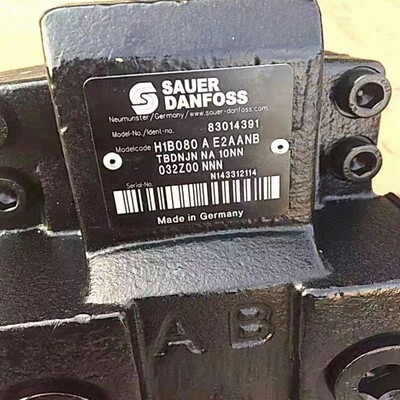 SAUER
DANFOSS
Neumünster / Germany / www.sauer-danfoss.com
Model-No. / Ident-no. 83014391
Modelcode H1B080 A E2AANB
TBDNJN NA 10NN
032Z00 NNN
Serial-No. N143312114
Made in Germany
A B